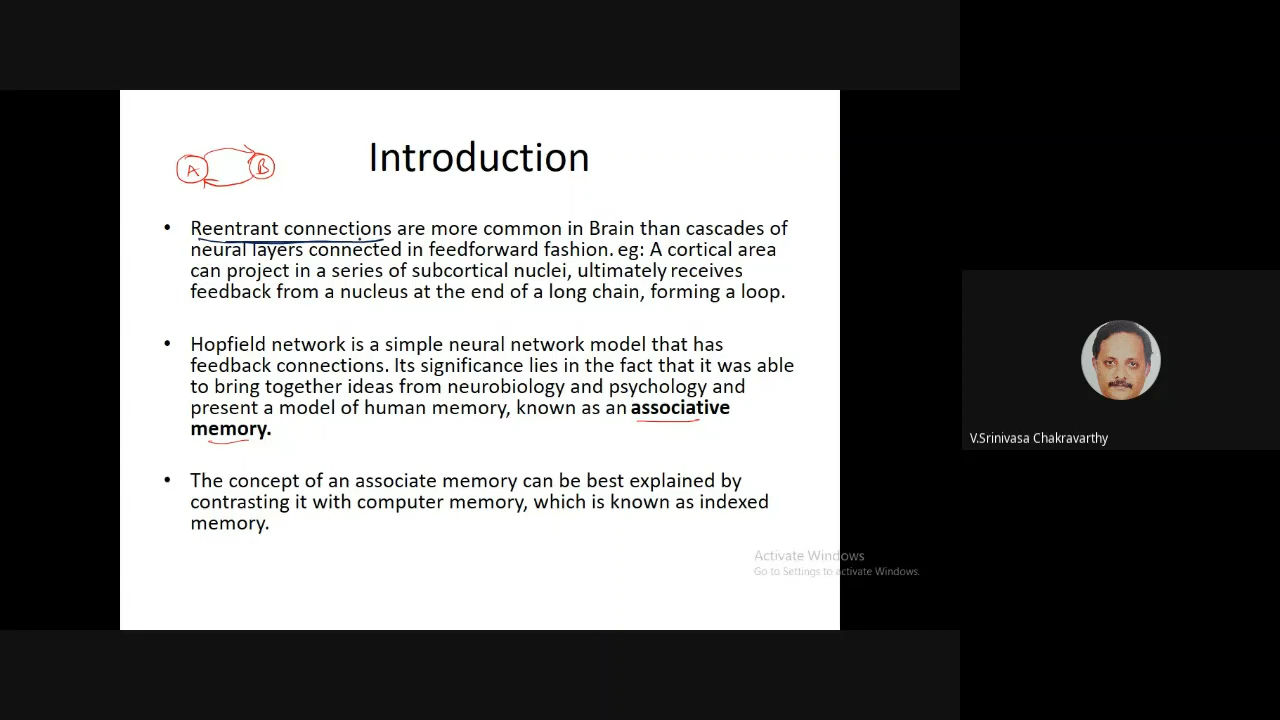 A B
Introduction
• Reentrant connections are more common in Brain than cascades of
neural layers connected in feedforward fashion. eg: A cortical area
can project in a series of subcortical nuclei, ultimately receives
feedback from a nucleus at the end of a long chain, forming a loop.
• Hopfield network is a simple neural network model that has
feedback connections. Its significance lies in the fact that it was able
to bring together ideas from neurobiology and psychology and
present a model of human memory, known as an associative
memory.
• The concept of an associate memory can be best explained by
contrasting it with computer memory, which is known as indexed
memory.
Activate Windows
Go to Settings to activate Windows.
V.Srinivasa Chakravarthy